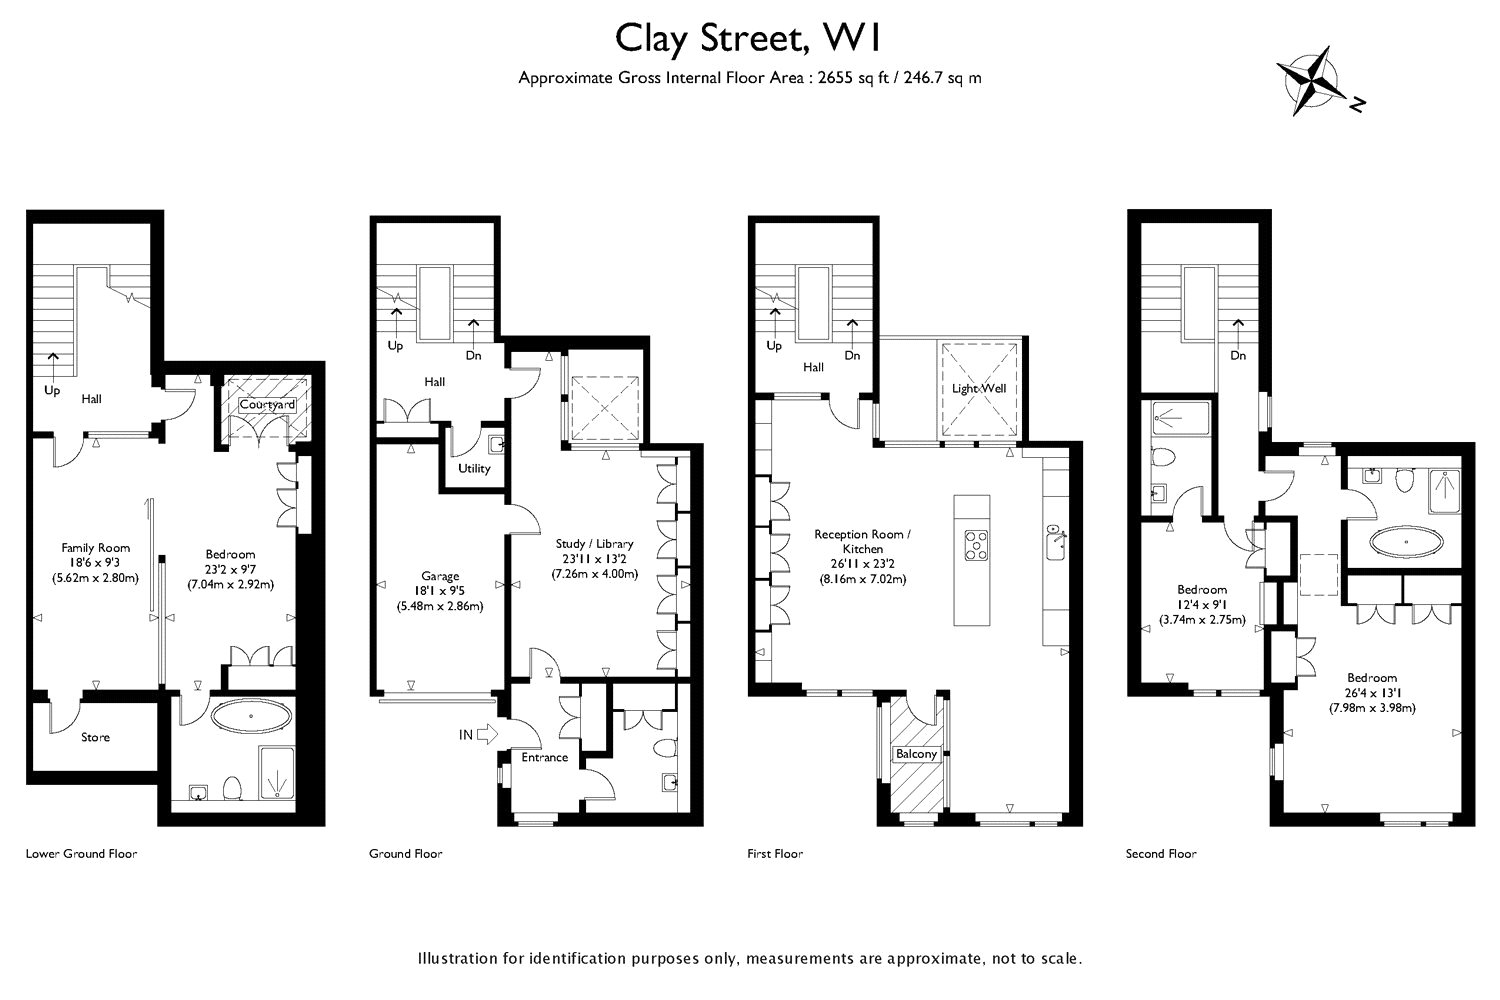 Clay Street, W1
Approximate Gross Internal Floor Area : 2655 sq ft / 246.7 sq m
N
Up
Hall
Courtyard
Family Room
18'6 x 9'3
(5.62m x 2.80m)
Bedroom
23'2 x 9'7
(7.04m x 2.92m)
Store
Lower Ground Floor
Up
Dn
Hall
Utility
Study / Library
23'11 x 13'2
(7.26m x 4.00m)
Garage
18'1 x 9'5
(5.48m x 2.86m)
IN
Entrance
Ground Floor
Up
Dn
Hall
Light Well
Reception Room /
Kitchen
26'11 x 23'2
(8.16m x 7.02m)
Balcony
First Floor
Dn
Bedroom
12'4 x 9'1
(3.74m x 2.75m)
Bedroom
26'4 x 13'1
(7.98m x 3.98m)
Second Floor
Illustration for identification purposes only, measurements are approximate, not to scale.